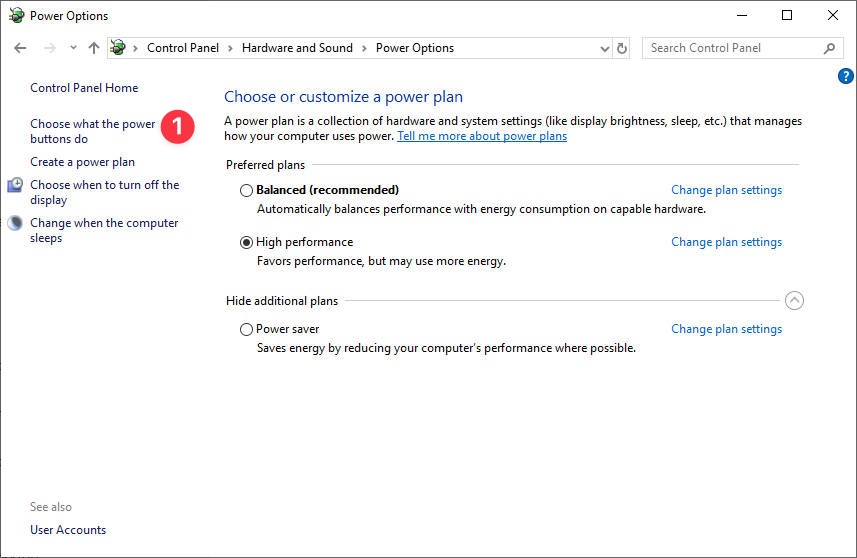 Power Options
Control Panel > Hardware and Sound > Power Options
Search Control Panel
?
Control Panel Home
Choose what the power
buttons do
1
Create a power plan
Choose when to turn off the
display
Change when the computer
sleeps
Choose or customize a power plan
A power plan is a collection of hardware and system settings (like display brightness, sleep, etc.) that manages
how your computer uses power. Tell me more about power plans
Preferred plans
Balanced (recommended) Change plan settings
Automatically balances performance with energy consumption on capable hardware.
High performance Change plan settings
Favors performance, but may use more energy.
Hide additional plans
Power saver Change plan settings
Saves energy by reducing your computer's performance where possible.
See also
User Accounts